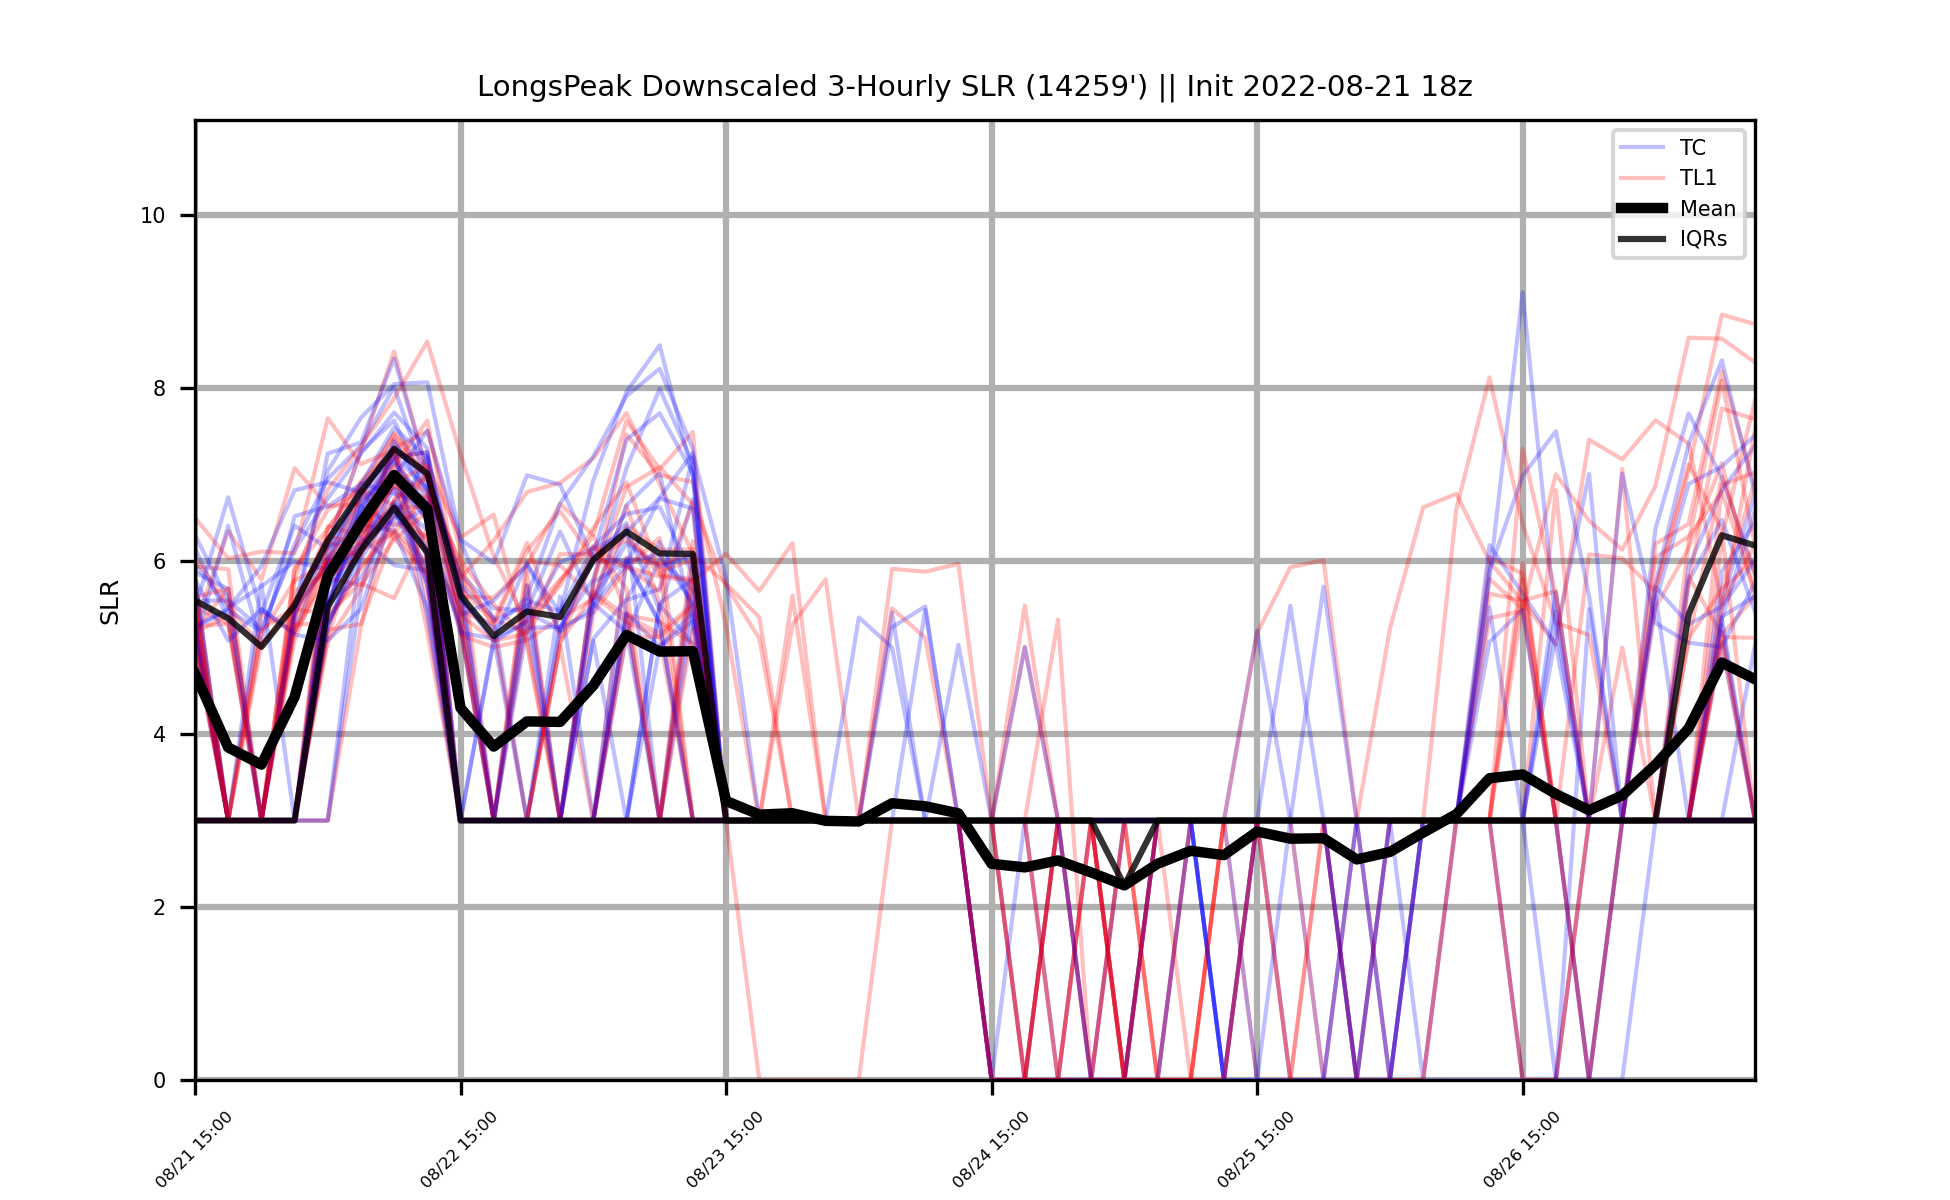 LongsPeak Downscaled 3-Hourly SLR (14259') || Init 2022-08-21 18z
TC
TL1
Mean
IQRs
SLR
10
8
6
4
2
0
08/21 15:00
08/22 15:00
08/23 15:00
08/24 15:00
08/25 15:00
08/26 15:00